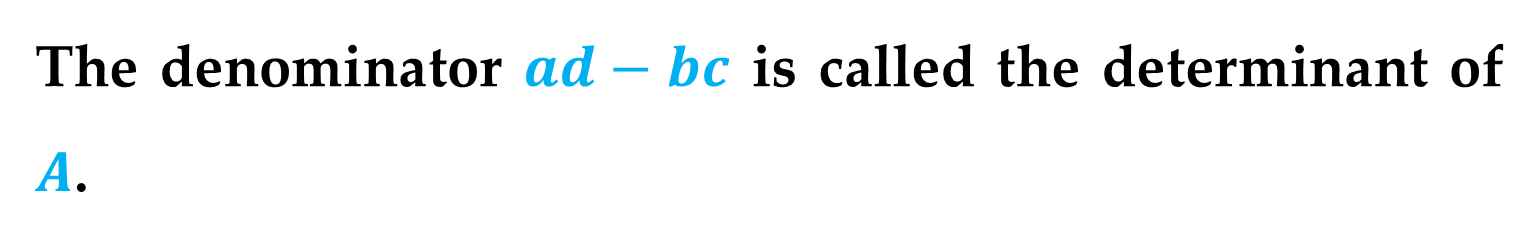 The denominator ad − bc is called the determinant of
A.